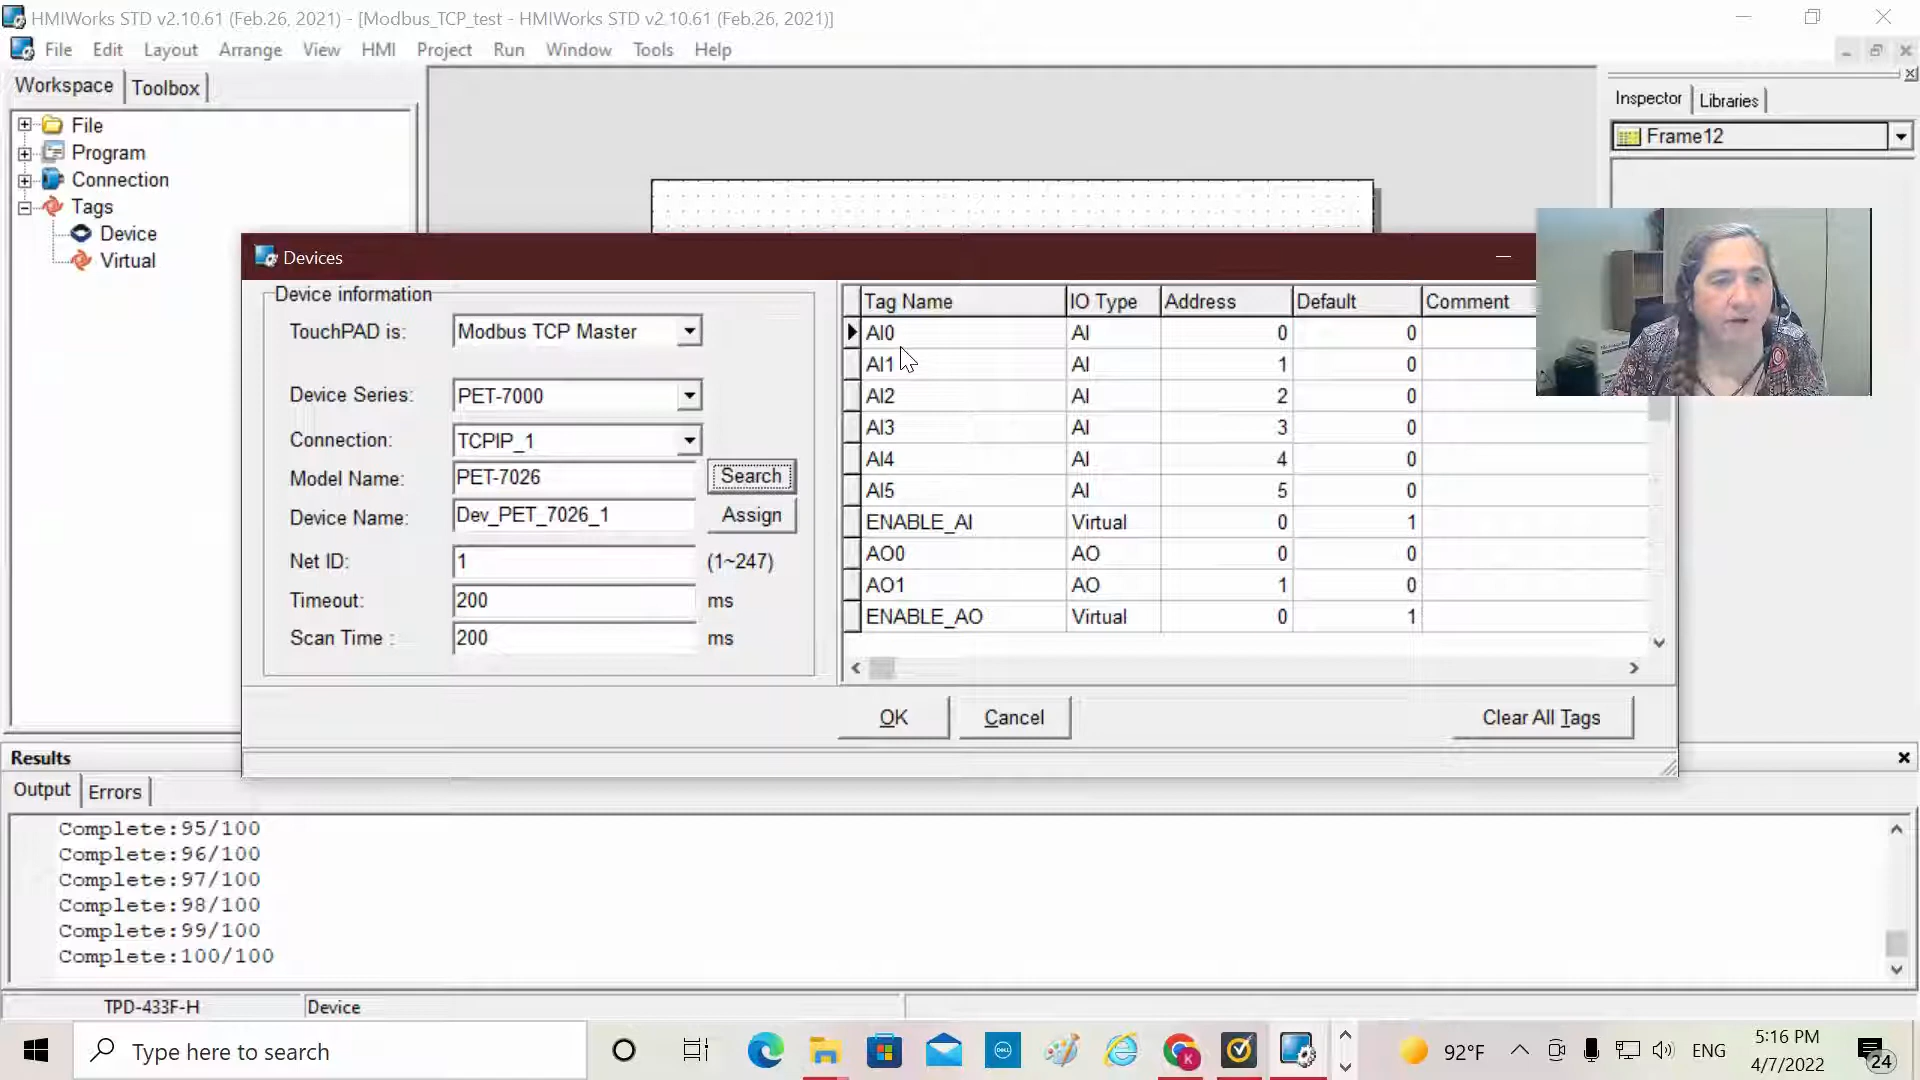 HMIWorks STD v2.10.61 (Feb.26, 2021) - [Modbus_TCP_test - HMIWorks STD v2.10.61 (Feb.26, 2021)]
File Edit Layout Arrange View HMI Project Run Window Tools Help
Workspace Toolbox
File
Program
Connection
Tags
Device
Virtual
Inspector Libraries
Frame12
Devices
Device information
TouchPAD is: Modbus TCP Master
Device Series: PET-7000
Connection: TCPIP_1
Model Name: PET-7026 Search
Device Name: Dev_PET_7026_1 Assign
Net ID: 1 (1~247)
Timeout: 200 ms
Scan Time : 200 ms
Tag Name IO Type Address Default Comment
AI0 AI 0 0
AI1 AI 1 0
AI2 AI 2 0
AI3 AI 3 0
AI4 AI 4 0
AI5 AI 5 0
ENABLE_AI Virtual 0 1
AO0 AO 0 0
AO1 AO 1 0
ENABLE_AO Virtual 0 1
OK Cancel Clear All Tags
Results
Output Errors
Complete:95/100
Complete:96/100
Complete:97/100
Complete:98/100
Complete:99/100
Complete:100/100
TPD-433F-H Device
Type here to search
DELL
K
92°F
ENG
5:16 PM
4/7/2022
24